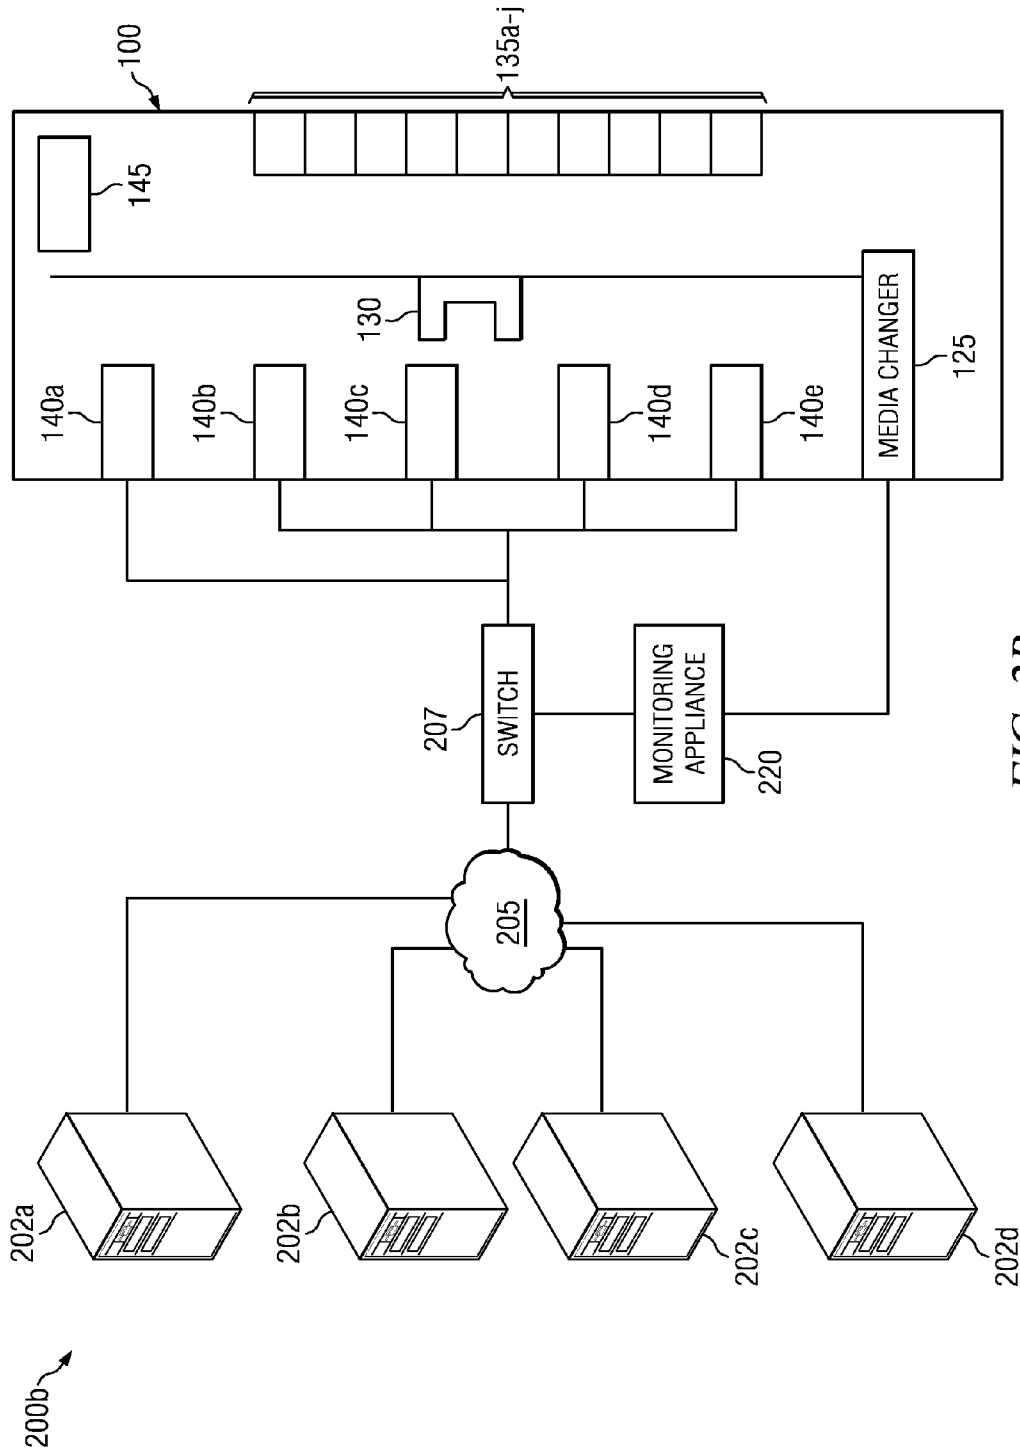 200b
202a
202b
202c
202d
205
207
SWITCH
MONITORING
APPLIANCE
220
140a
140b
140c
140d
140e
130
145
100
135a-j
MEDIA CHANGER
125